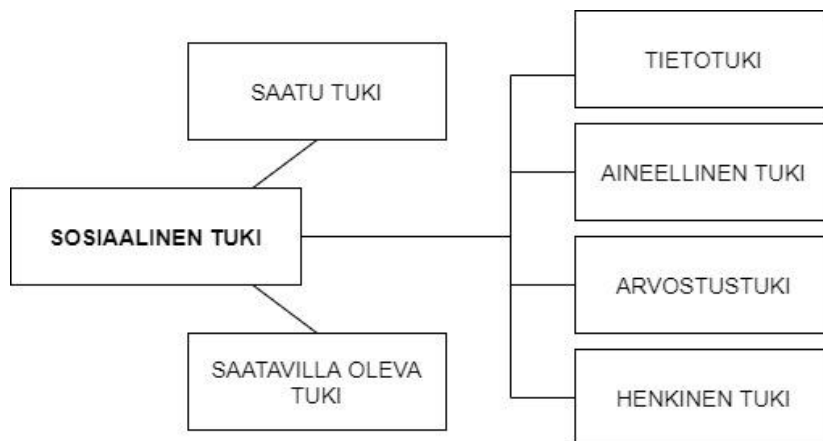 SAATU TUKI
SOSIAALINEN TUKI
SAATAVILLA OLEVA
TUKI
TIETOTUKI
AINEELLINEN TUKI
ARVOSTUSTUKI
HENKINEN TUKI